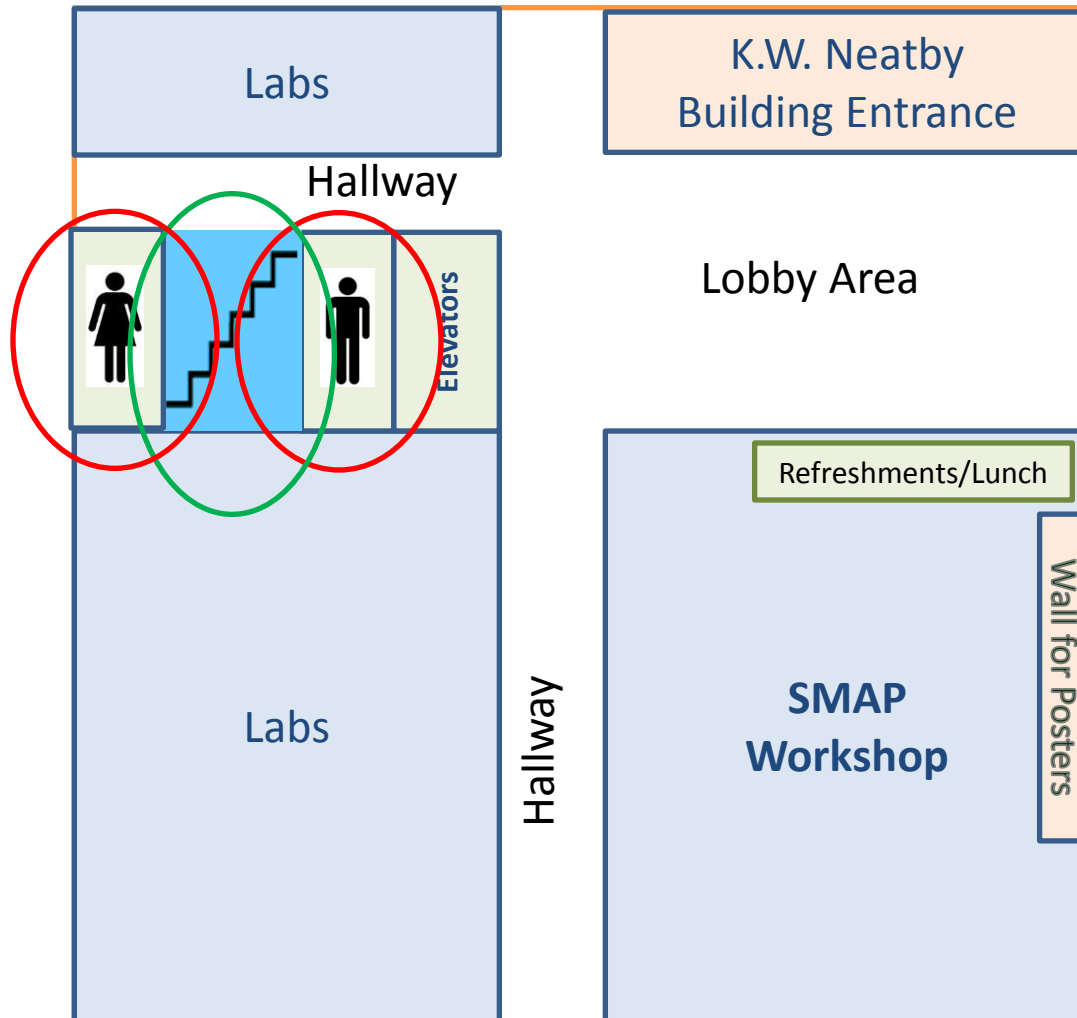 Labs
K.W. Neatby
Building Entrance
Hallway
Lobby Area
Elevators
Refreshments/Lunch
Wall for Posters
Labs
Hallway
SMAP
Workshop